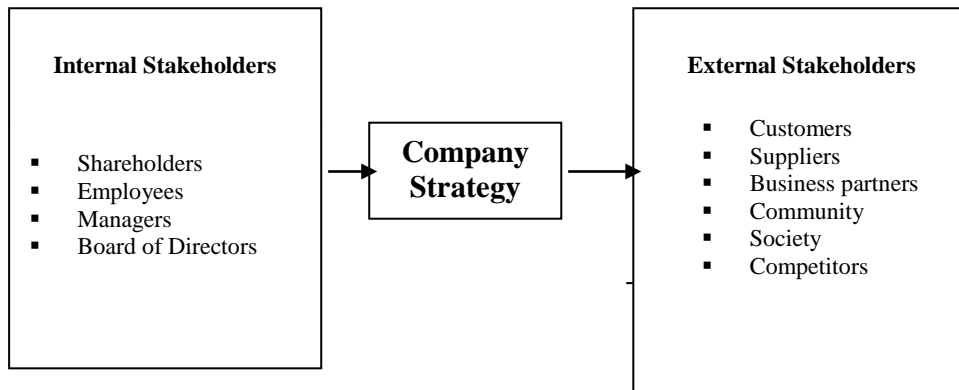 Internal Stakeholders
▪ Shareholders
▪ Employees
▪ Managers
▪ Board of Directors
Company
Strategy
External Stakeholders
▪ Customers
▪ Suppliers
▪ Business partners
▪ Community
▪ Society
▪ Competitors